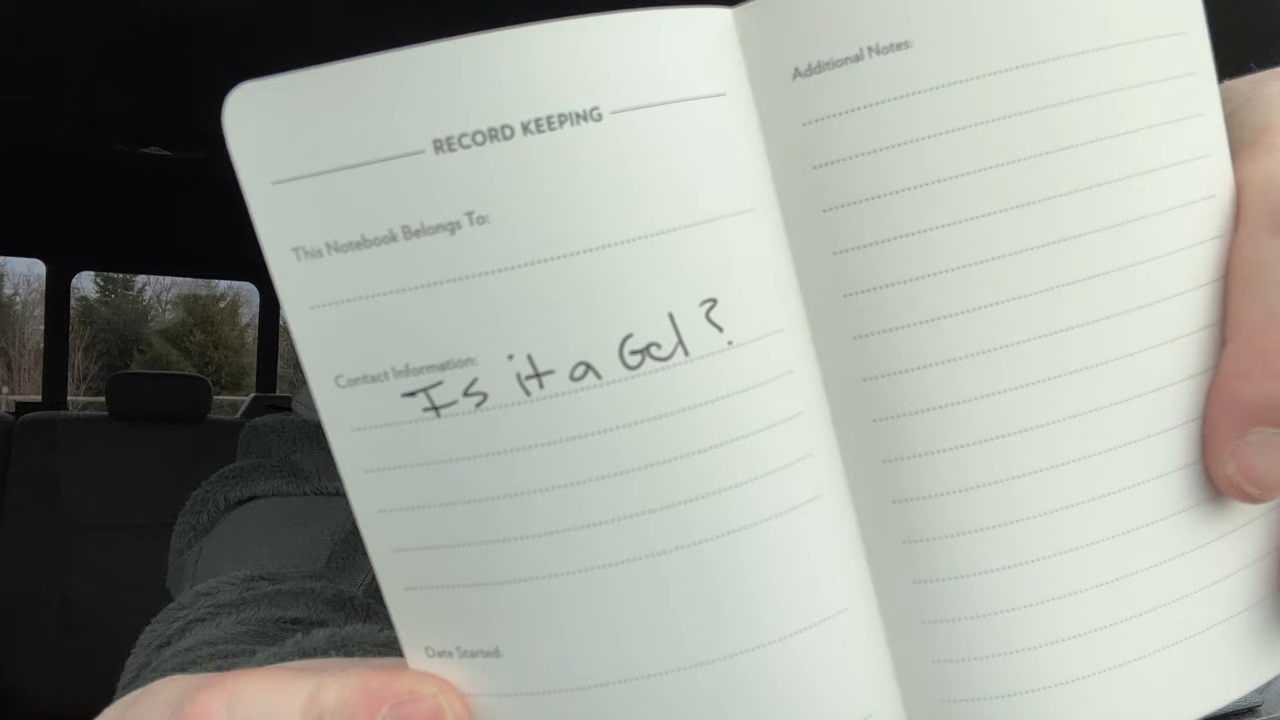 RECORD KEEPING
This Notebook Belongs To:
Contact Information:
Is it a Gel?
Date Started:
Additional Notes: